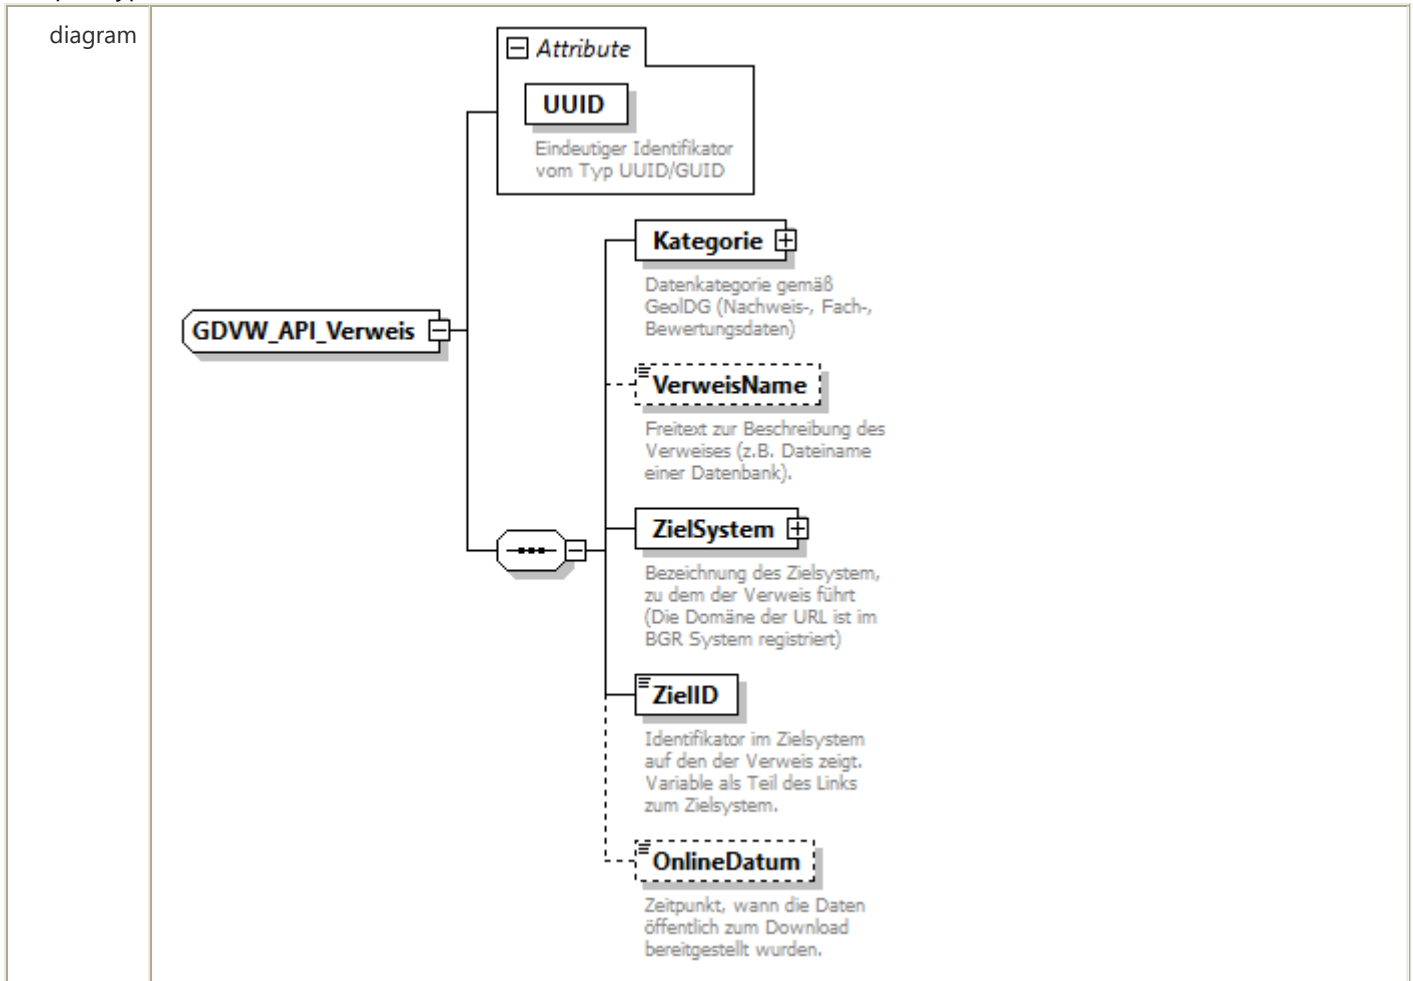 diagram
Attribute
UUID
Eindeutiger Identifikator
vom Typ UUID/GUID
Kategorie
Datenkategorie gemäß
GeolDG (Nachweis-, Fach-,
Bewertungsdaten)
GDVW_API_Verweis
VerweisName
Freitext zur Beschreibung des
Verweises (z.B. Dateiname
einer Datenbank).
ZielSystem
Bezeichnung des Zielsystem,
zu dem der Verweis führt
(Die Domäne der URL ist im
BGR System registriert)
ZielID
Identifikator im Zielsystem
auf den der Verweis zeigt.
Variable als Teil des Links
zum Zielsystem.
OnlineDatum
Zeitpunkt, wann die Daten
öffentlich zum Download
bereitgestellt wurden.